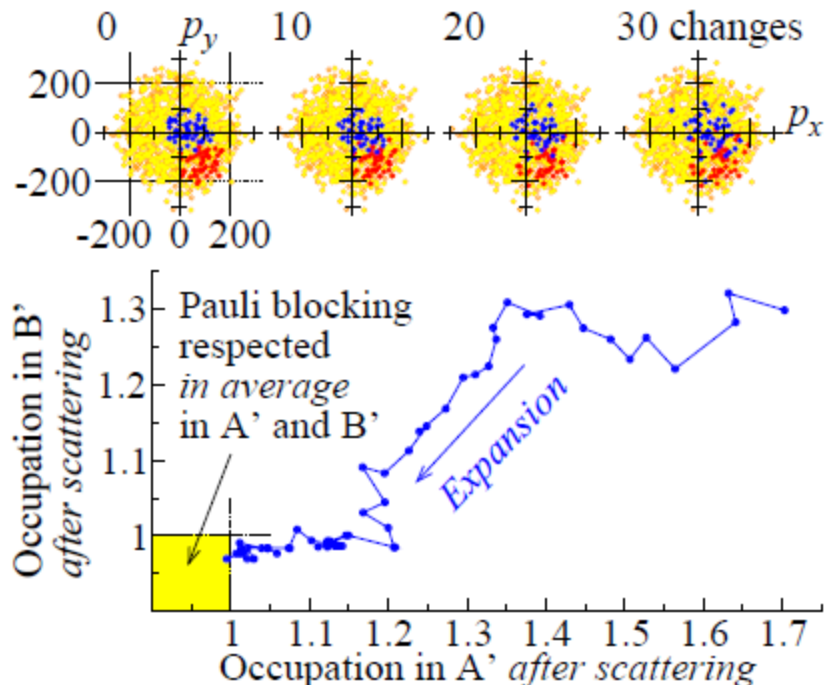 0 p_y 10 20 30 changes
200
0 p_x
-200
-200 0 200
1.3
1.2
1.1
1
Occupation in B'
after scattering
Pauli blocking
respected
in average
in A' and B'
Expansion
1 1.1 1.2 1.3 1.4 1.5 1.6 1.7
Occupation in A' after scattering